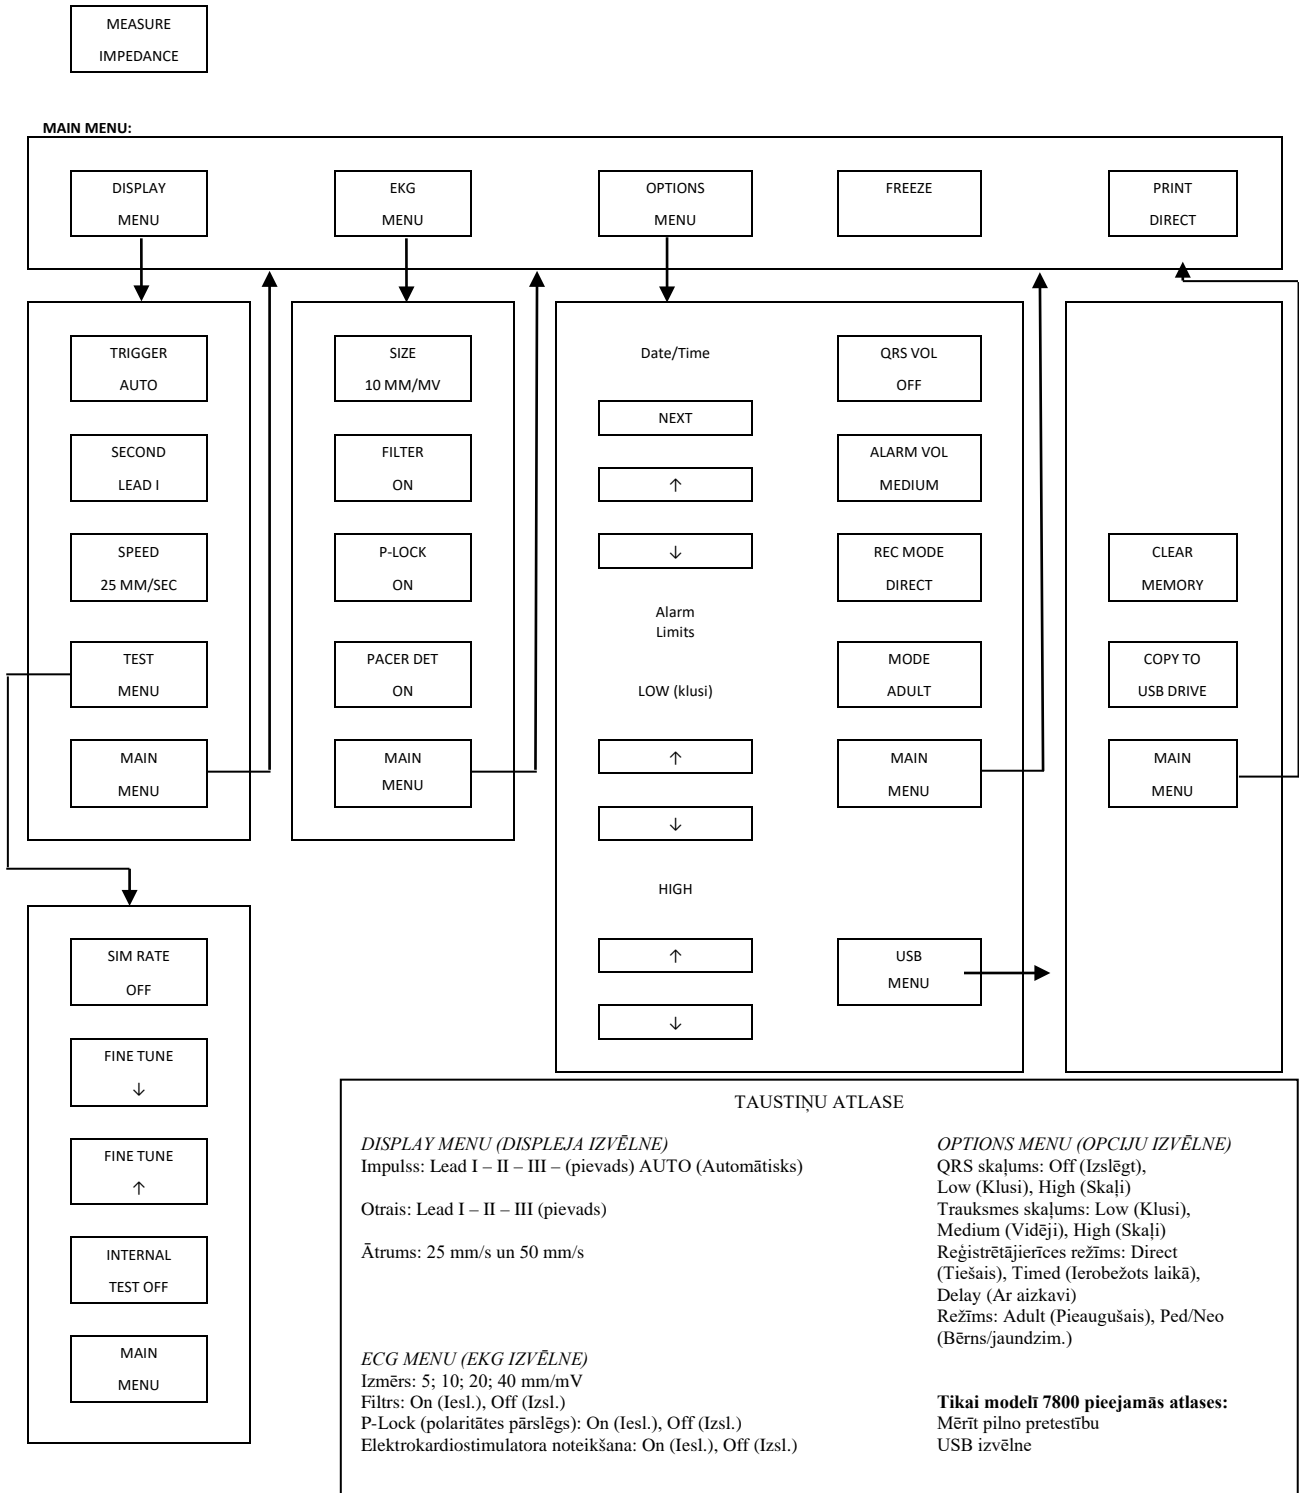 MEASURE
IMPEDANCE
MAIN MENU:
DISPLAY
MENU
EKG
MENU
OPTIONS
MENU
FREEZE
PRINT
DIRECT
TRIGGER
AUTO
SECOND
LEAD I
SPEED
25 MM/SEC
TEST
MENU
MAIN
MENU
SIZE
10 MM/MV
FILTER
ON
P-LOCK
ON
PACER DET
ON
MAIN
MENU
Date/Time
NEXT
↑
↓
Alarm
Limits
LOW (klusi)
↑
↓
HIGH
↑
↓
QRS VOL
OFF
ALARM VOL
MEDIUM
REC MODE
DIRECT
MODE
ADULT
MAIN
MENU
USB
MENU
CLEAR
MEMORY
COPY TO
USB DRIVE
MAIN
MENU
SIM RATE
OFF
FINE TUNE
↓
FINE TUNE
↑
INTERNAL
TEST OFF
MAIN
MENU
TAUSTIŅU ATLASE
DISPLAY MENU (DISPLEJA IZVĒLNE)
Impulss: Lead I – II – III – (pievads) AUTO (Automātisks)
Otrais: Lead I – II – III (pievads)
Ātrums: 25 mm/s un 50 mm/s
ECG MENU (EKG IZVĒLNE)
Izmērs: 5; 10; 20; 40 mm/mV
Filtrs: On (Iesl.), Off (Izsl.)
P-Lock (polaritātes pārslēgs): On (Iesl.), Off (Izsl.)
Elektrokardiostimulatora noteikšana: On (Iesl.), Off (Izsl.)
OPTIONS MENU (OPCIJU IZVĒLNE)
QRS skaļums: Off (Izslēgt),
Low (Klusi), High (Skaļi)
Trauksmes skaļums: Low (Klusi),
Medium (Vidēji), High (Skaļi)
Reģistrētājierīces režīms: Direct
(Tiešais), Timed (Ierobežots laikā),
Delay (Ar aizkavi)
Režīms: Adult (Pieaugušais), Ped/Neo
(Bērns/jaundzim.)
Tikai modelī 7800 pieejamās atlases:
Mērīt pilno pretestību
USB izvēlne